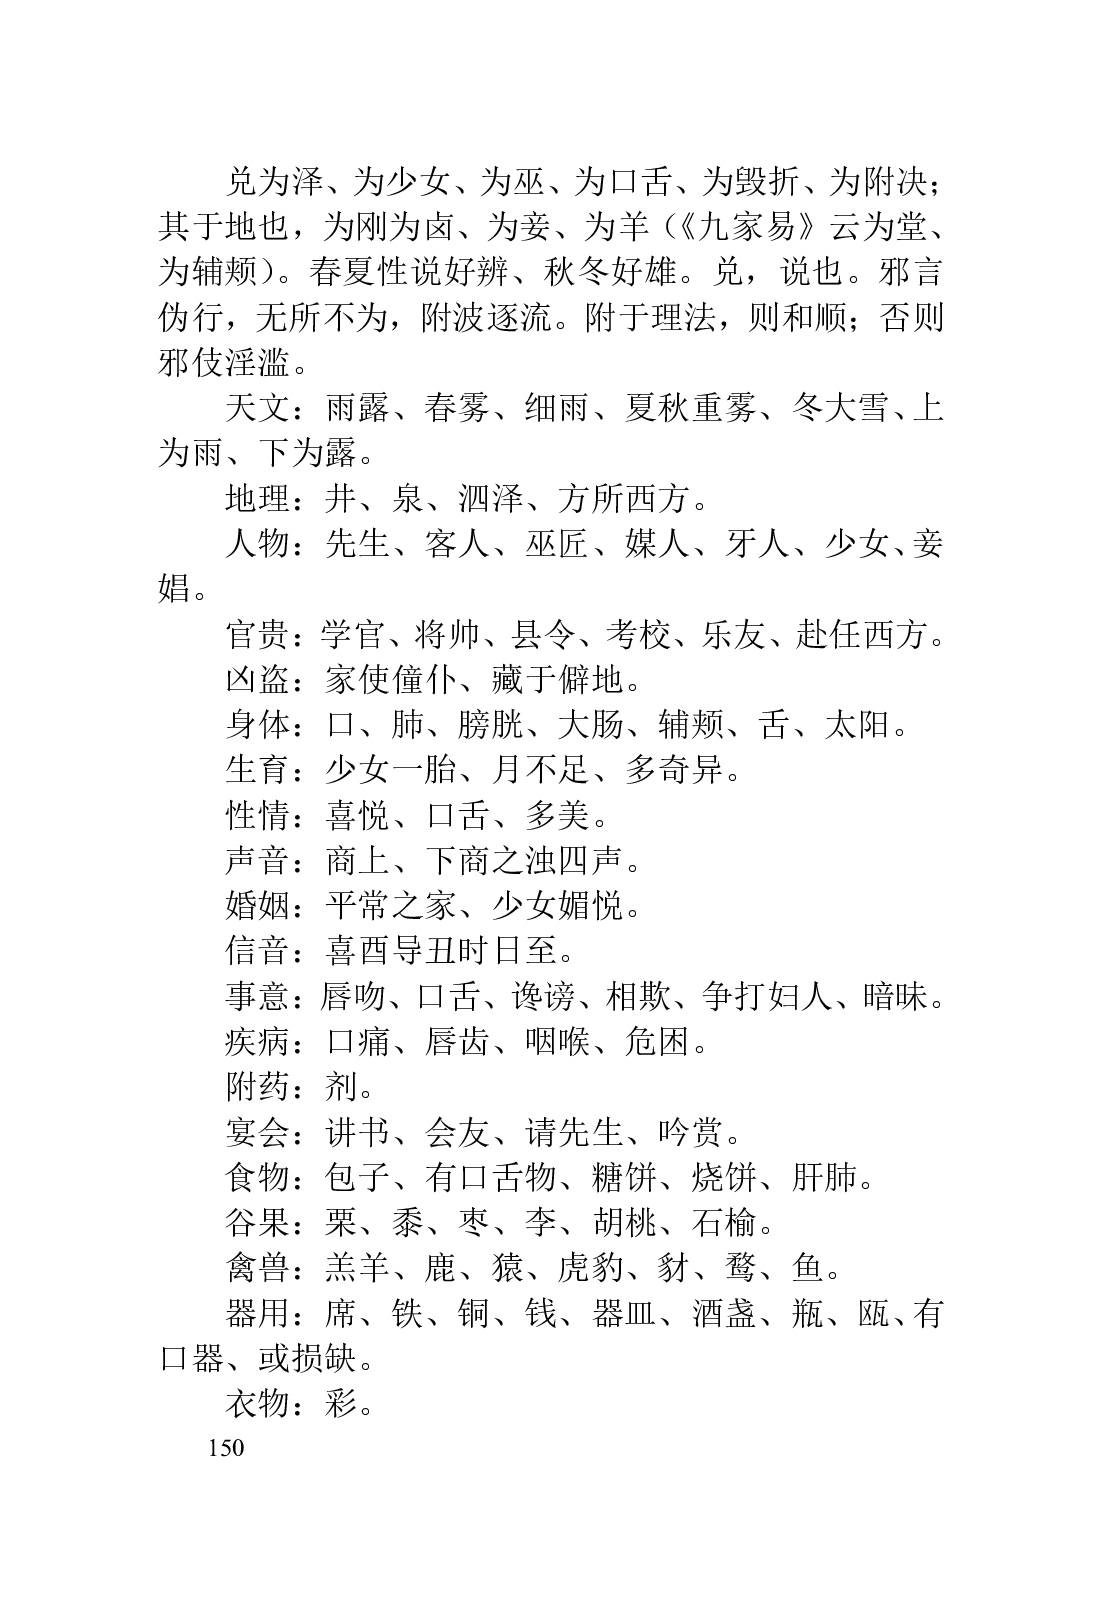 兑为泽、为少女、为巫、为口舌、为毁折、为附决；
其于地也，为刚为卤、为妾、为羊（《九家易》云为堂、
为辅颊）。春夏性说好辨、秋冬好雄。兑，说也。邪言
伪行，无所不为，附波逐流。附于理法，则和顺；否则
邪伎淫滥。
天文：雨露、春雾、细雨、夏秋重雾、冬大雪、上
为雨、下为露。
地理：井、泉、泗泽、方所西方。
人物：先生、客人、巫匠、媒人、牙人、少女、妾
娼。
官贵：学官、将帅、县令、考校、乐友、赴任西方。
凶盗：家使僮仆、藏于僻地。
身体：口、肺、膀胱、大肠、辅颊、舌、太阳。
生育：少女一胎、月不足、多奇异。
性情：喜悦、口舌、多美。
声音：商上、下商之浊四声。
婚姻：平常之家、少女媚悦。
信音：喜酉导丑时日至。
事意：唇吻、口舌、谗谤、相欺、争打妇人、暗昧。
疾病：口痛、唇齿、咽喉、危困。
附药：剂。
宴会：讲书、会友、请先生、吟赏。
食物：包子、有口舌物、糖饼、烧饼、肝肺。
谷果：栗、黍、枣、李、胡桃、石榆。
禽兽：羔羊、鹿、猿、虎豹、豺、鹜、鱼。
器用：席、铁、铜、钱、器皿、酒盏、瓶、瓯、有
口器、或损缺。
衣物：彩。
150